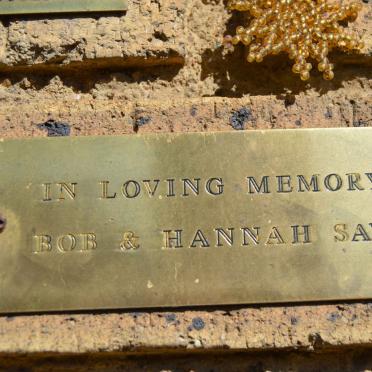 IN LOVING MEMORY
BOB & HANNAH